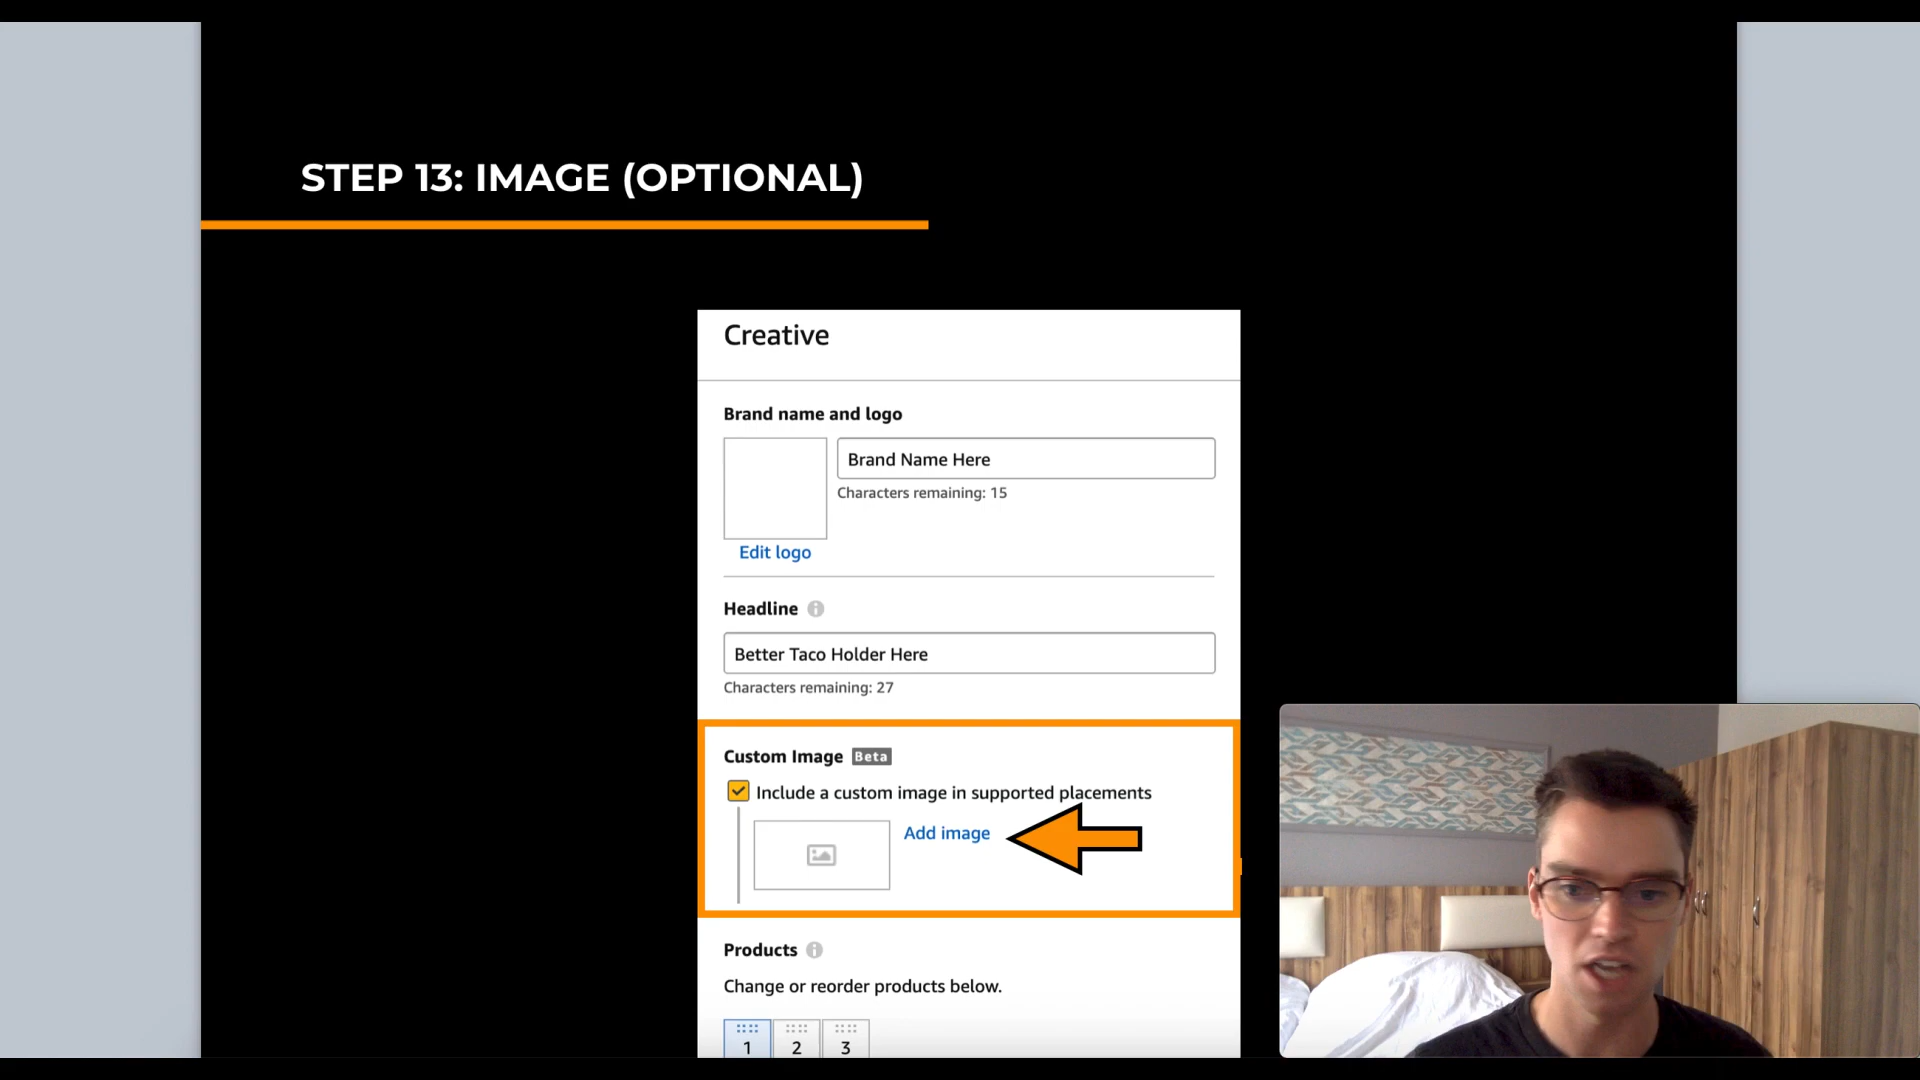 STEP 13: IMAGE (OPTIONAL)
Creative
Brand name and logo
Brand Name Here
Characters remaining: 15
Edit logo
Headline
Better Taco Holder Here
Characters remaining: 27
Custom Image Beta
Include a custom image in supported placements
Add image
Products
Change or reorder products below.
1 2 3